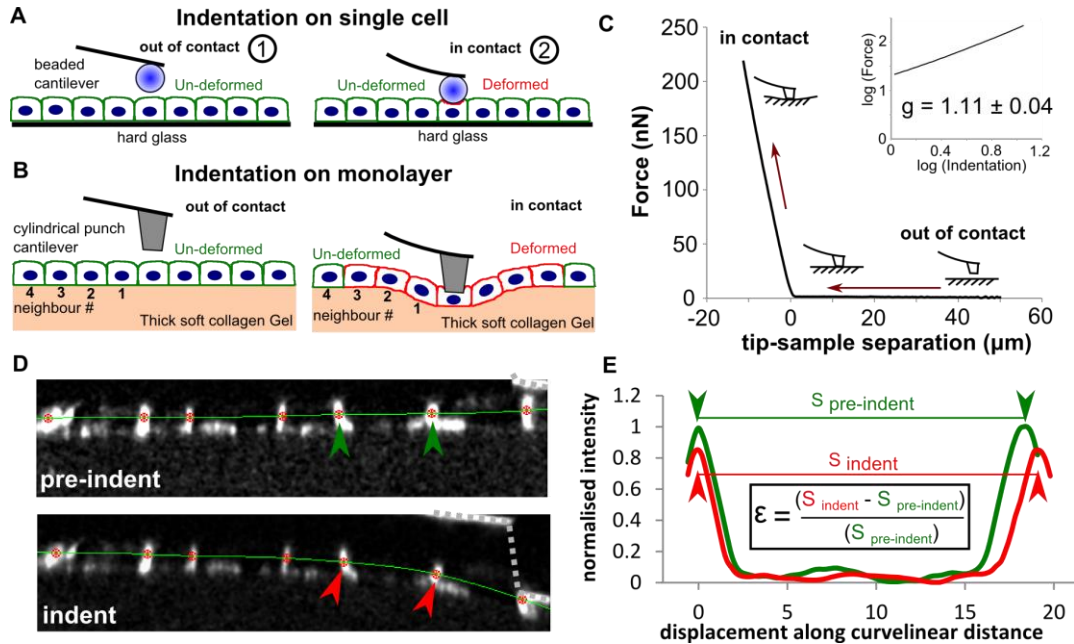 A
Indentation on single cell
out of contact 1
in contact 2
beaded
cantilever
Un-deformed
Un-deformed
Deformed
hard glass
hard glass
B
Indentation on monolayer
out of contact
in contact
cylindrical punch
cantilever
Un-deformed
Un-deformed
Deformed
4 3 2 1
neighbour #
Thick soft collagen Gel
4 3 2 1
neighbour #
Thick soft collagen Gel
C
in contact
Force (nN)
250
200
150
100
50
0
-20 0 20 40 60
tip-sample separation (µm)
out of contact
log (Force)
2
1
0
0 0.4 0.8 1.2
log (Indentation)
g = 1.11 ± 0.04
D
pre-indent
indent
E
normalised intensity
1.2
1
0.8
0.6
0.4
0.2
0
0 5 10 15 20
displacement along curvelinear distance
S pre-indent
S indent
ε = (S indent - S pre-indent)
(S pre-indent)